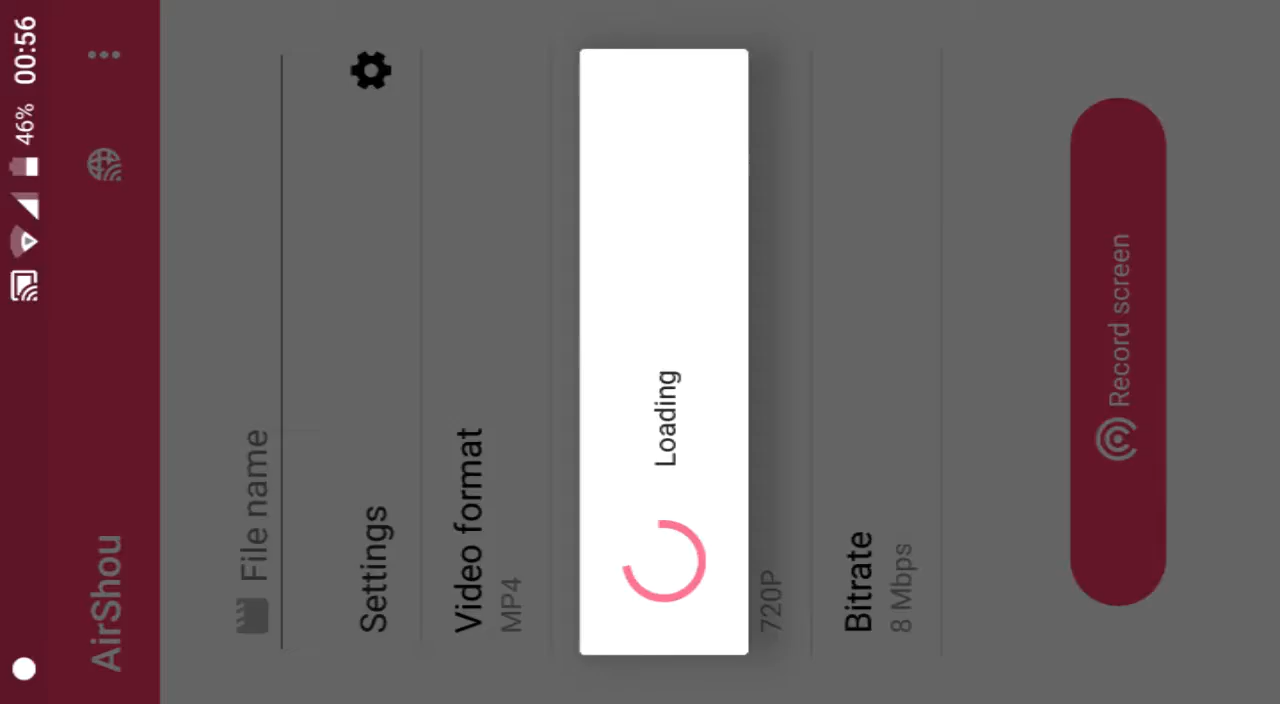 46% 00:56
AirShou
File name
Settings
Video format
MP4
Loading
720P
Bitrate
8 Mbps
Record screen